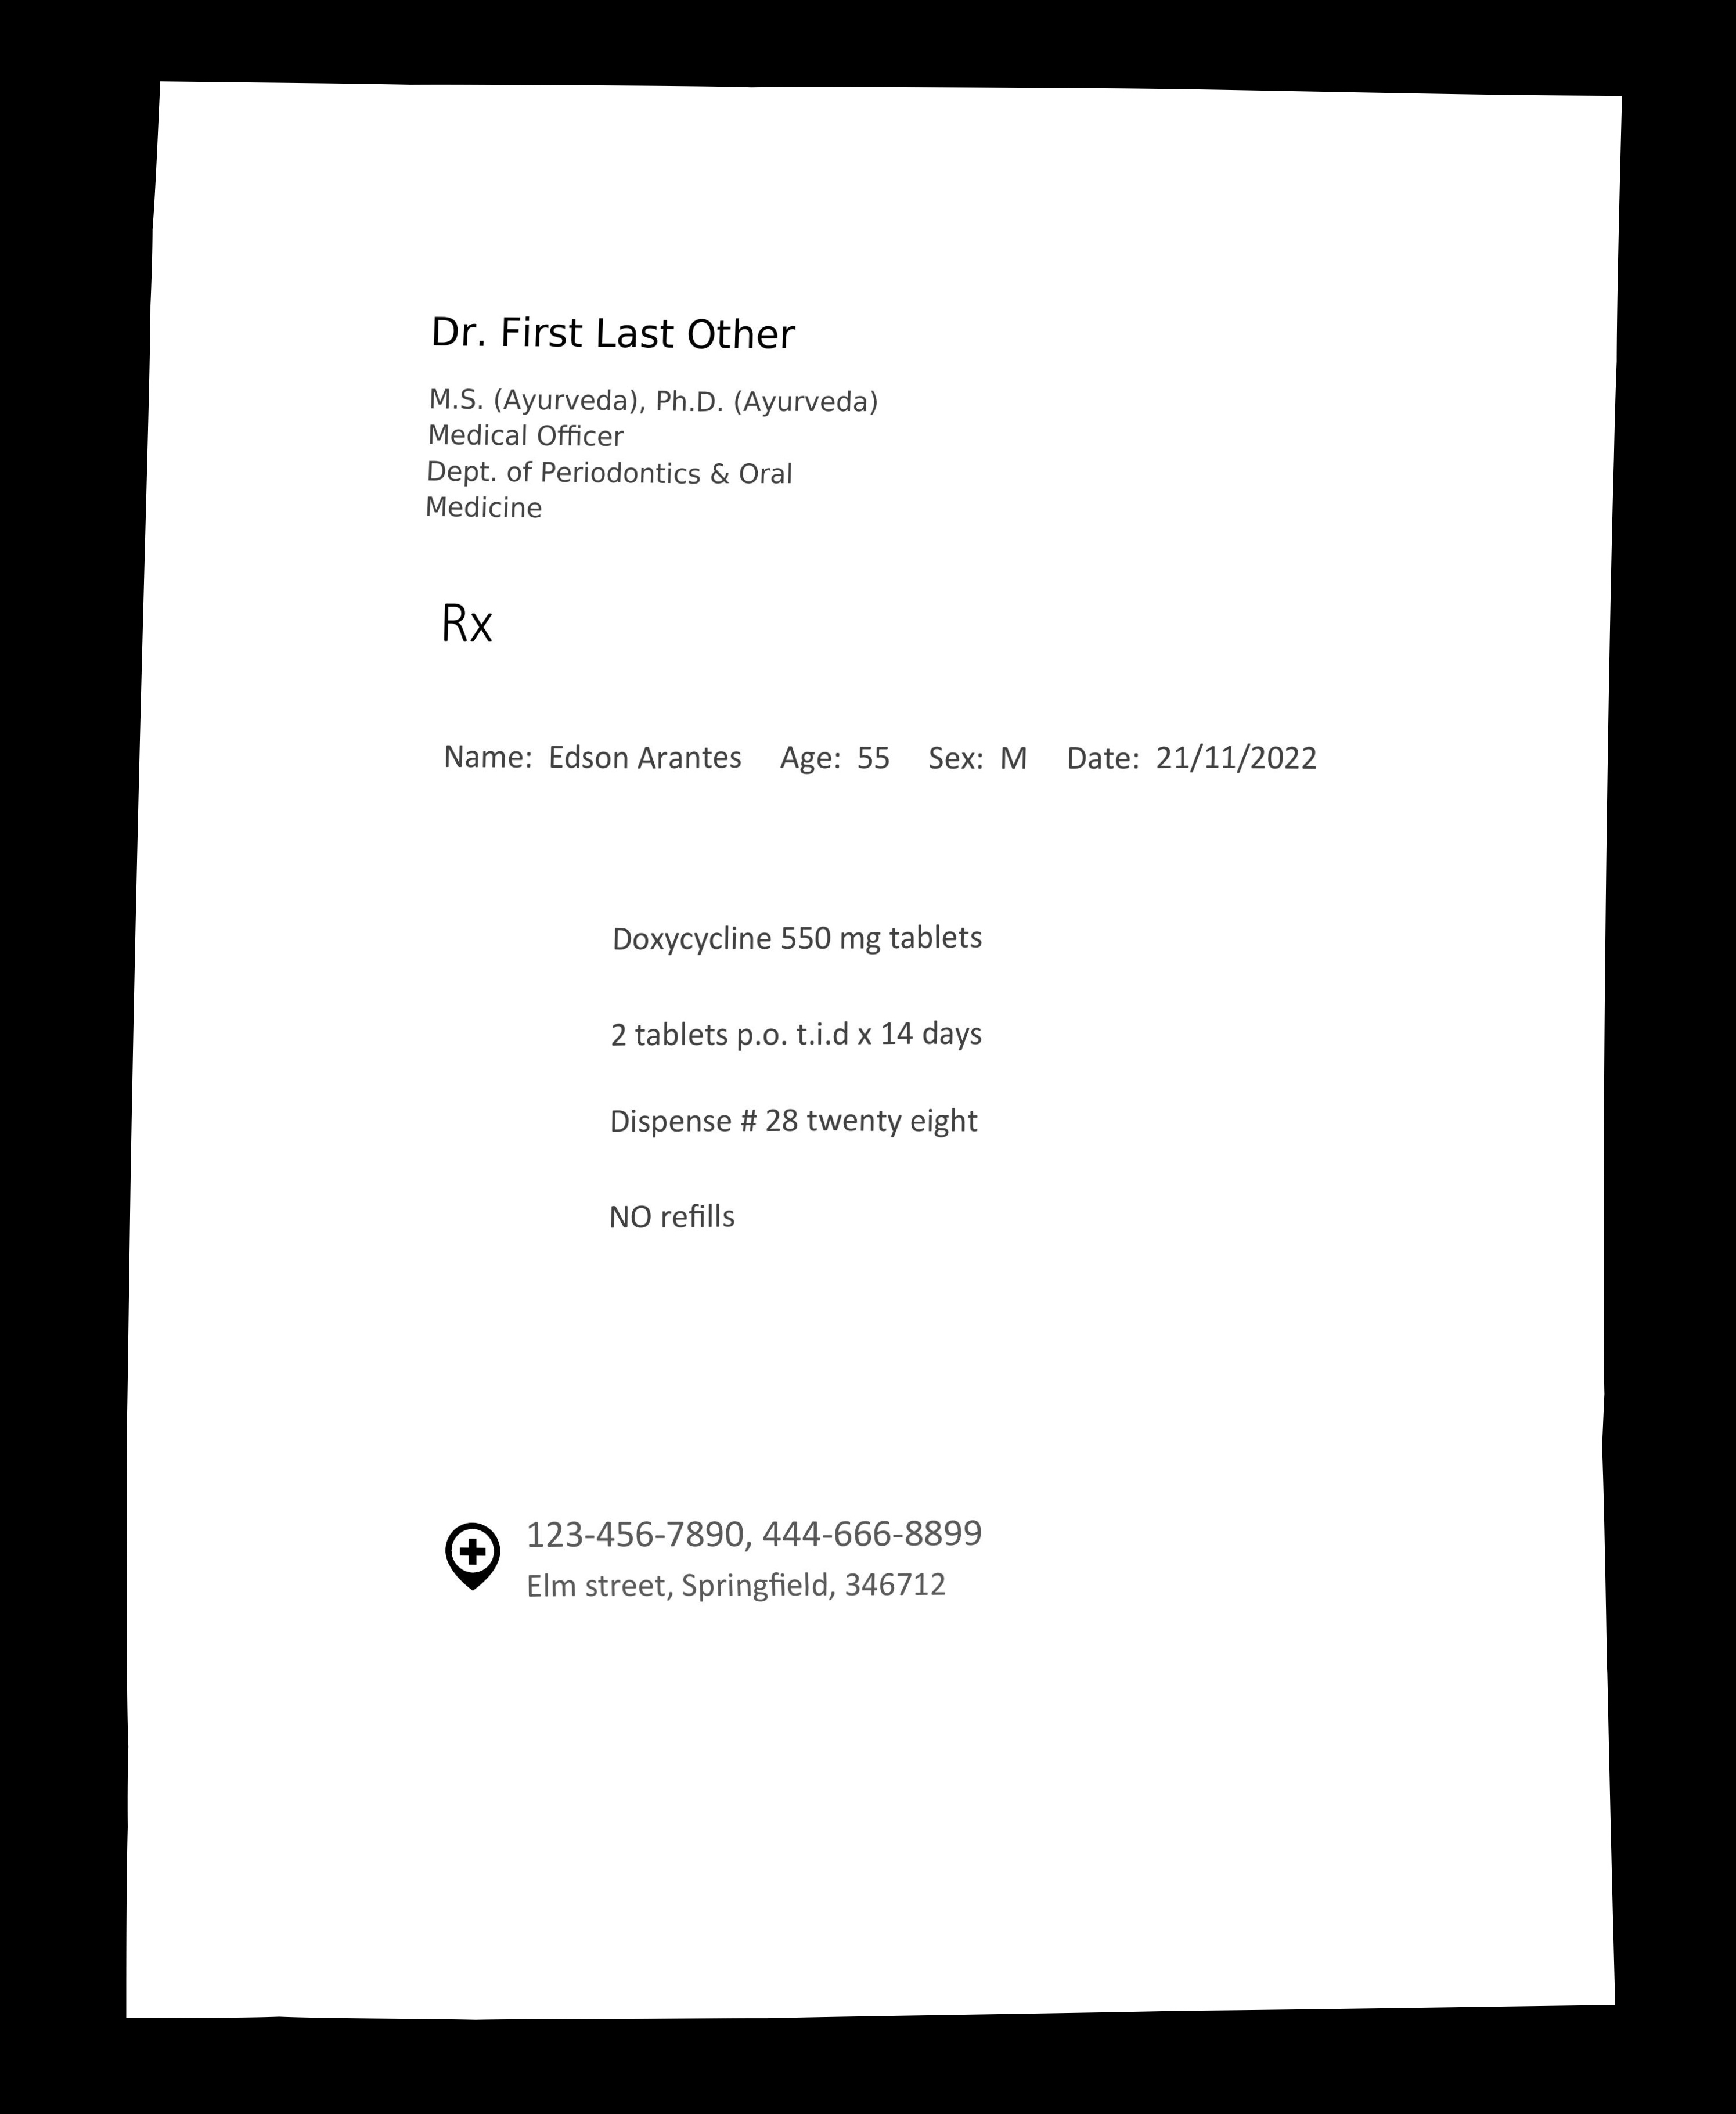 Dr. First Last Other
M.S. (Ayurveda), Ph.D. (Ayurveda)
Medical Officer
Dept. of Periodontics & Oral
Medicine
Rx
Name: Edson Arantes Age: 55 Sex: M Date: 21/11/2022
Doxycycline 550 mg tablets
2 tablets p.o. t.i.d x 14 days
Dispense # 28 twenty eight
NO refills
123-456-7890, 444-666-8899
Elm street, Springfield, 346712